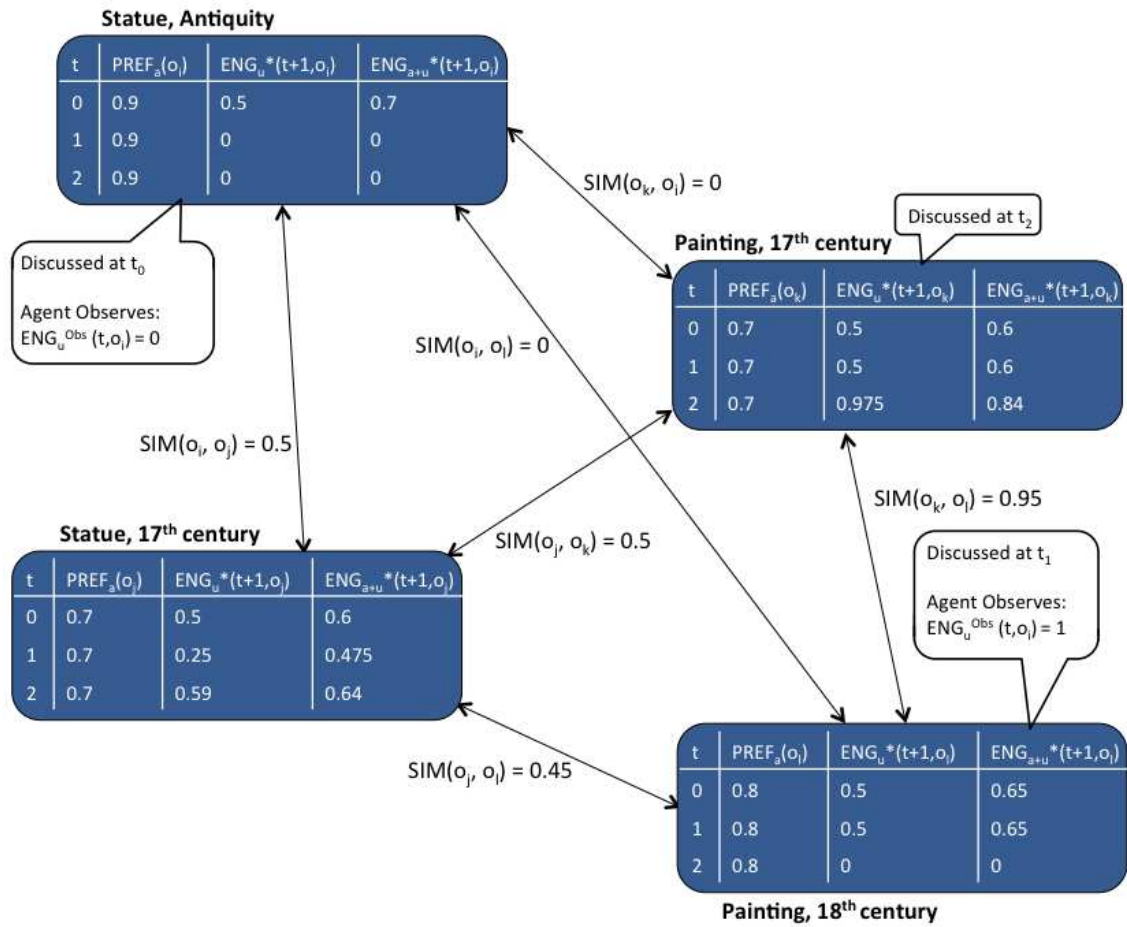 Statue, Antiquity
t PREFₐ(oᵢ) ENGᵤ*(t+1,oᵢ) ENGₐ₊ᵤ*(t+1,oᵢ)
0 0.9 0.5 0.7
1 0.9 0 0
2 0.9 0 0
Discussed at t₀
Agent Observes:
ENGᵤᴼᵇˢ (t,oᵢ) = 0
SIM(oₖ, oᵢ) = 0
Discussed at t₂
Painting, 17ᵗʰ century
t PREFₐ(oₖ) ENGᵤ*(t+1,oₖ) ENGₐ₊ᵤ*(t+1,oₖ)
0 0.7 0.5 0.6
1 0.7 0.5 0.6
2 0.7 0.975 0.84
SIM(oᵢ, oₗ) = 0
SIM(oᵢ, oⱼ) = 0.5
SIM(oₖ, oₗ) = 0.95
SIM(oⱼ, oₖ) = 0.5
Statue, 17ᵗʰ century
t PREFₐ(oⱼ) ENGᵤ*(t+1,oⱼ) ENGₐ₊ᵤ*(t+1,oⱼ)
0 0.7 0.5 0.6
1 0.7 0.25 0.475
2 0.7 0.59 0.64
Discussed at t₁
Agent Observes:
ENGᵤᴼᵇˢ (t,oᵢ) = 1
SIM(oⱼ, oₗ) = 0.45
t PREFₐ(oₗ) ENGᵤ*(t+1,oₗ) ENGₐ₊ᵤ*(t+1,oₗ)
0 0.8 0.5 0.65
1 0.8 0.5 0.65
2 0.8 0 0
Painting, 18ᵗʰ century